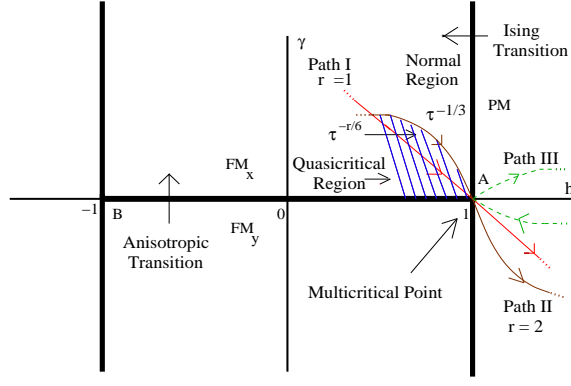 γ
Ising
Transition
Path I
r =1
Normal
Region
τ^{-1/3}
PM
τ^{-r/6}
FM_x
Quasicritical
Region
A
Path III
−1
B
0
1
h
FM_y
Anisotropic
Transition
Multicritical Point
Path II
r = 2